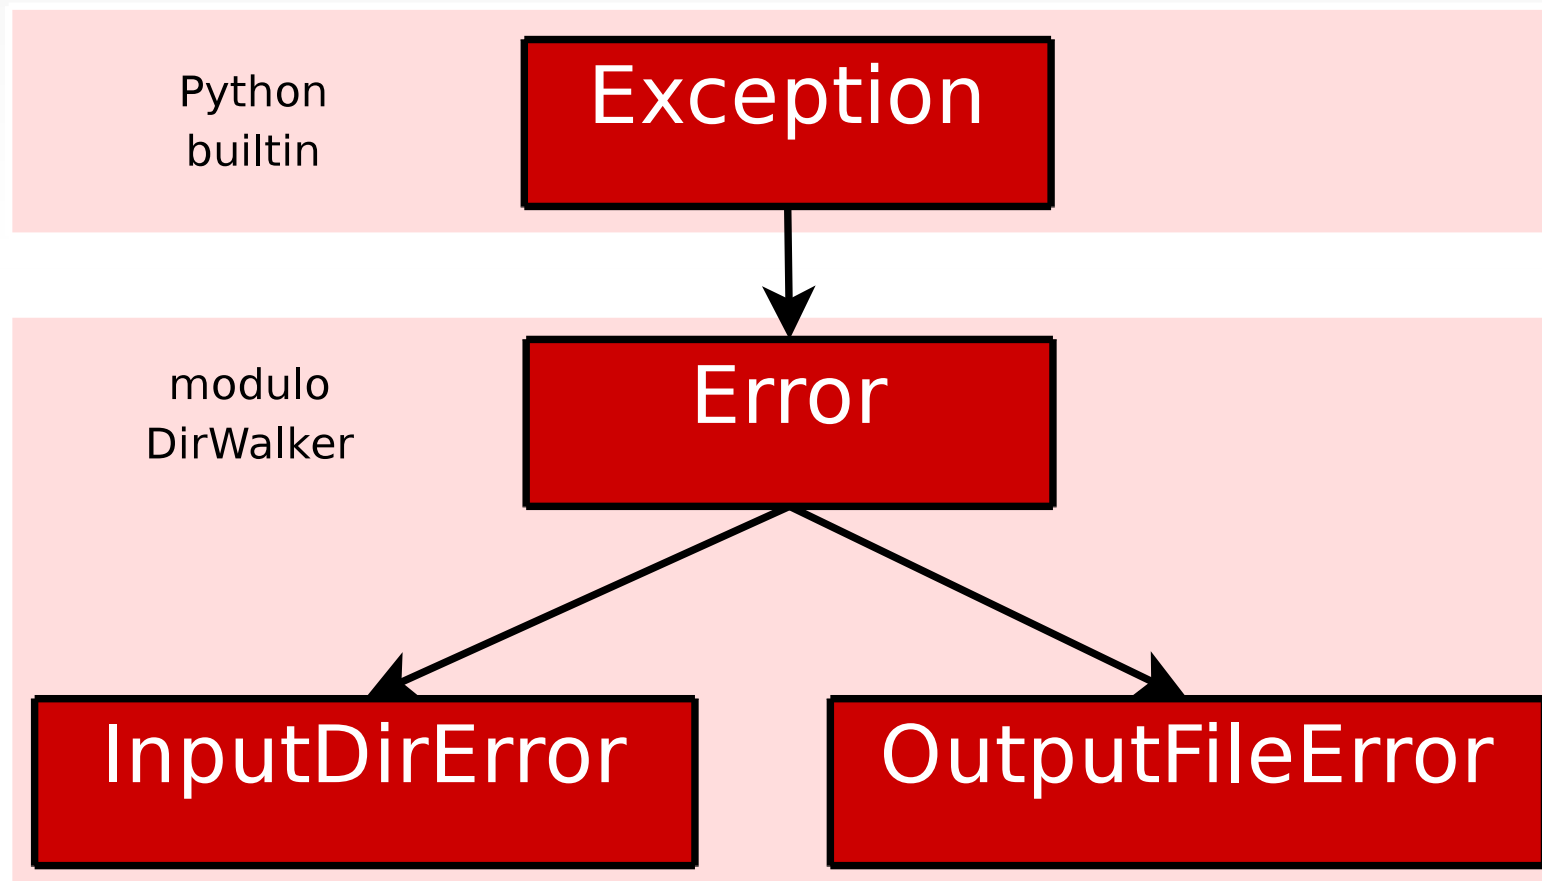 Python
builtin
Exception
modulo
DirWalker
Error
InputDirError
OutputFileError